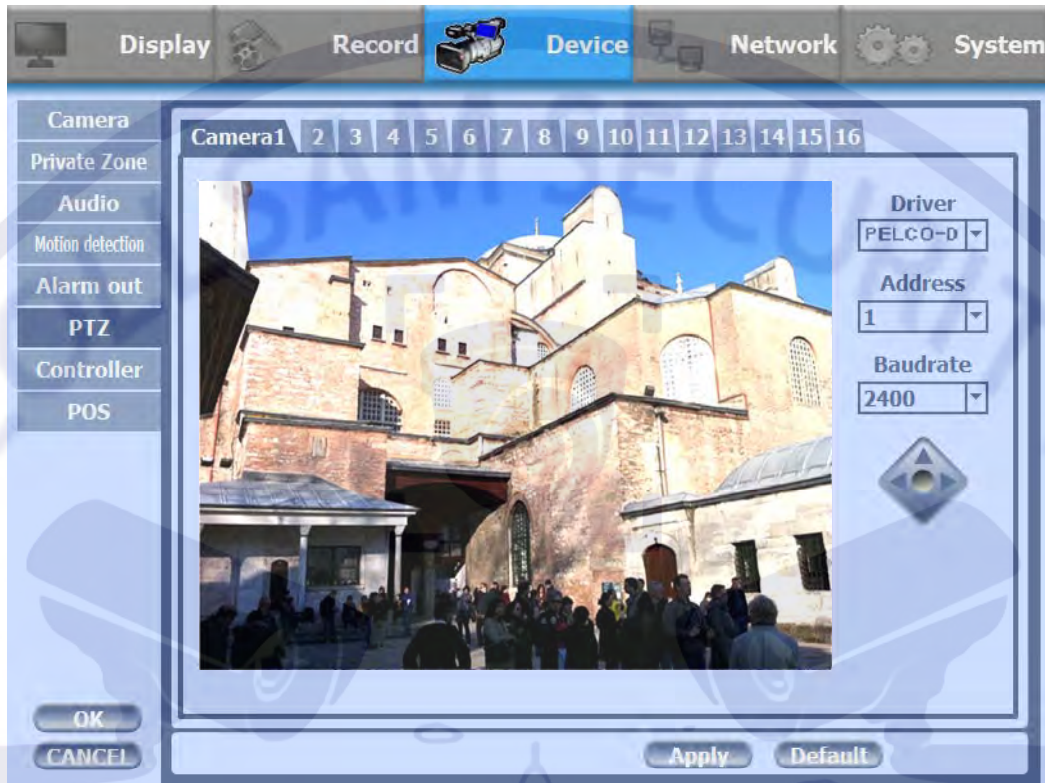 Display Record Device Network System
Camera
Private Zone
Audio
Motion detection
Alarm out
PTZ
Controller
POS
OK
CANCEL
Camera1 2 3 4 5 6 7 8 9 10 11 12 13 14 15 16
Driver
PELCO-D
Address
1
Baudrate
2400
Apply Default